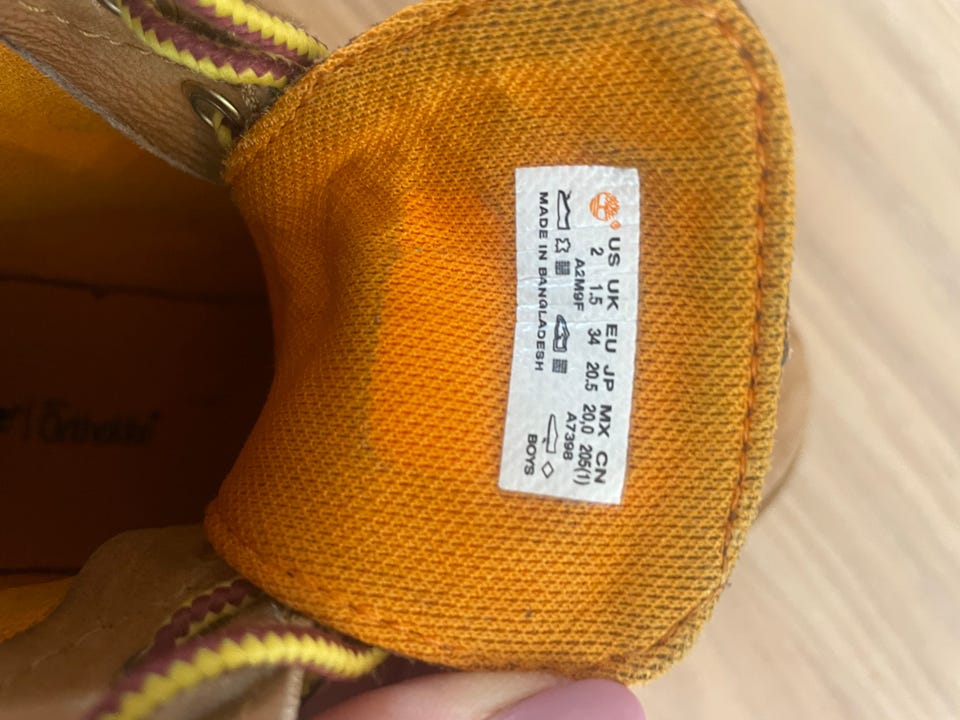 US UK EU JP MX CN
2 1.5 34 20.5 20,0 205(1)
A2M9F A7398
MADE IN BANGLADESH BOYS
Ortholite